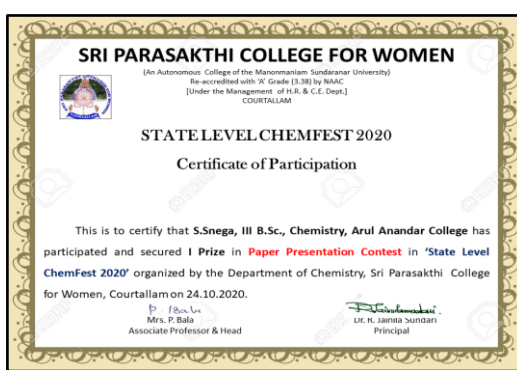 SRI PARASAKTHI COLLEGE FOR WOMEN
(An Autonomous College of the Manonmaniam Sundaranar University)
Re-accredited with 'A' Grade (3.38) by NAAC
[Under the Management of H.R. & C.E. Dept.]
COURTALLAM
STATE LEVEL CHEMFEST 2020
Certificate of Participation
This is to certify that S.Snega, III B.Sc., Chemistry, Arul Anandar College has
participated and secured I Prize in Paper Presentation Contest in 'State Level
ChemFest 2020' organized by the Department of Chemistry, Sri Parasakthi College
for Women, Courtallam on 24.10.2020.
P. Bala
Mrs. P. Bala
Associate Professor & Head
Dr. R. Jainila Sundari
Principal